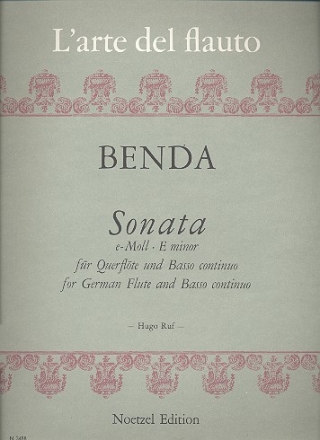 L'arte del flauto
BENDA
Sonata
e-Moll · E minor
für Querflöte und Basso continuo
for German Flute and Basso continuo
– Hugo Ruf –
Noetzel Edition